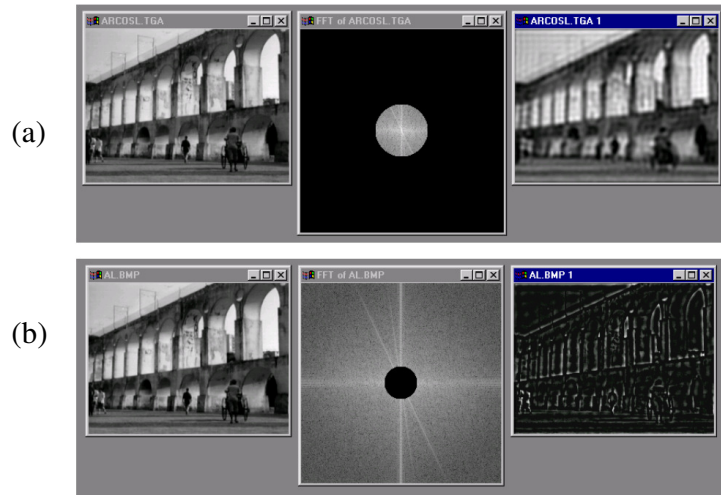 ARCOSL.TGA
FFT of ARCOSL.TGA
ARCOSL.TGA 1
(a)
AL.BMP
FFT of AL.BMP
AL.BMP 1
(b)